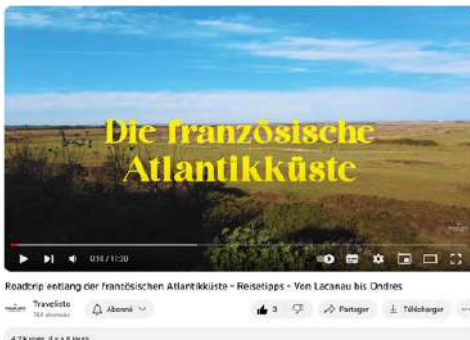 Die französische
Atlantikküste
0:16 / 11:20
Roadtrip entlang der französischen Atlantikküste - Reisetipps - Von Lacanau bis Ondres
Travelisto
Abonné
3
Partager
Télécharger